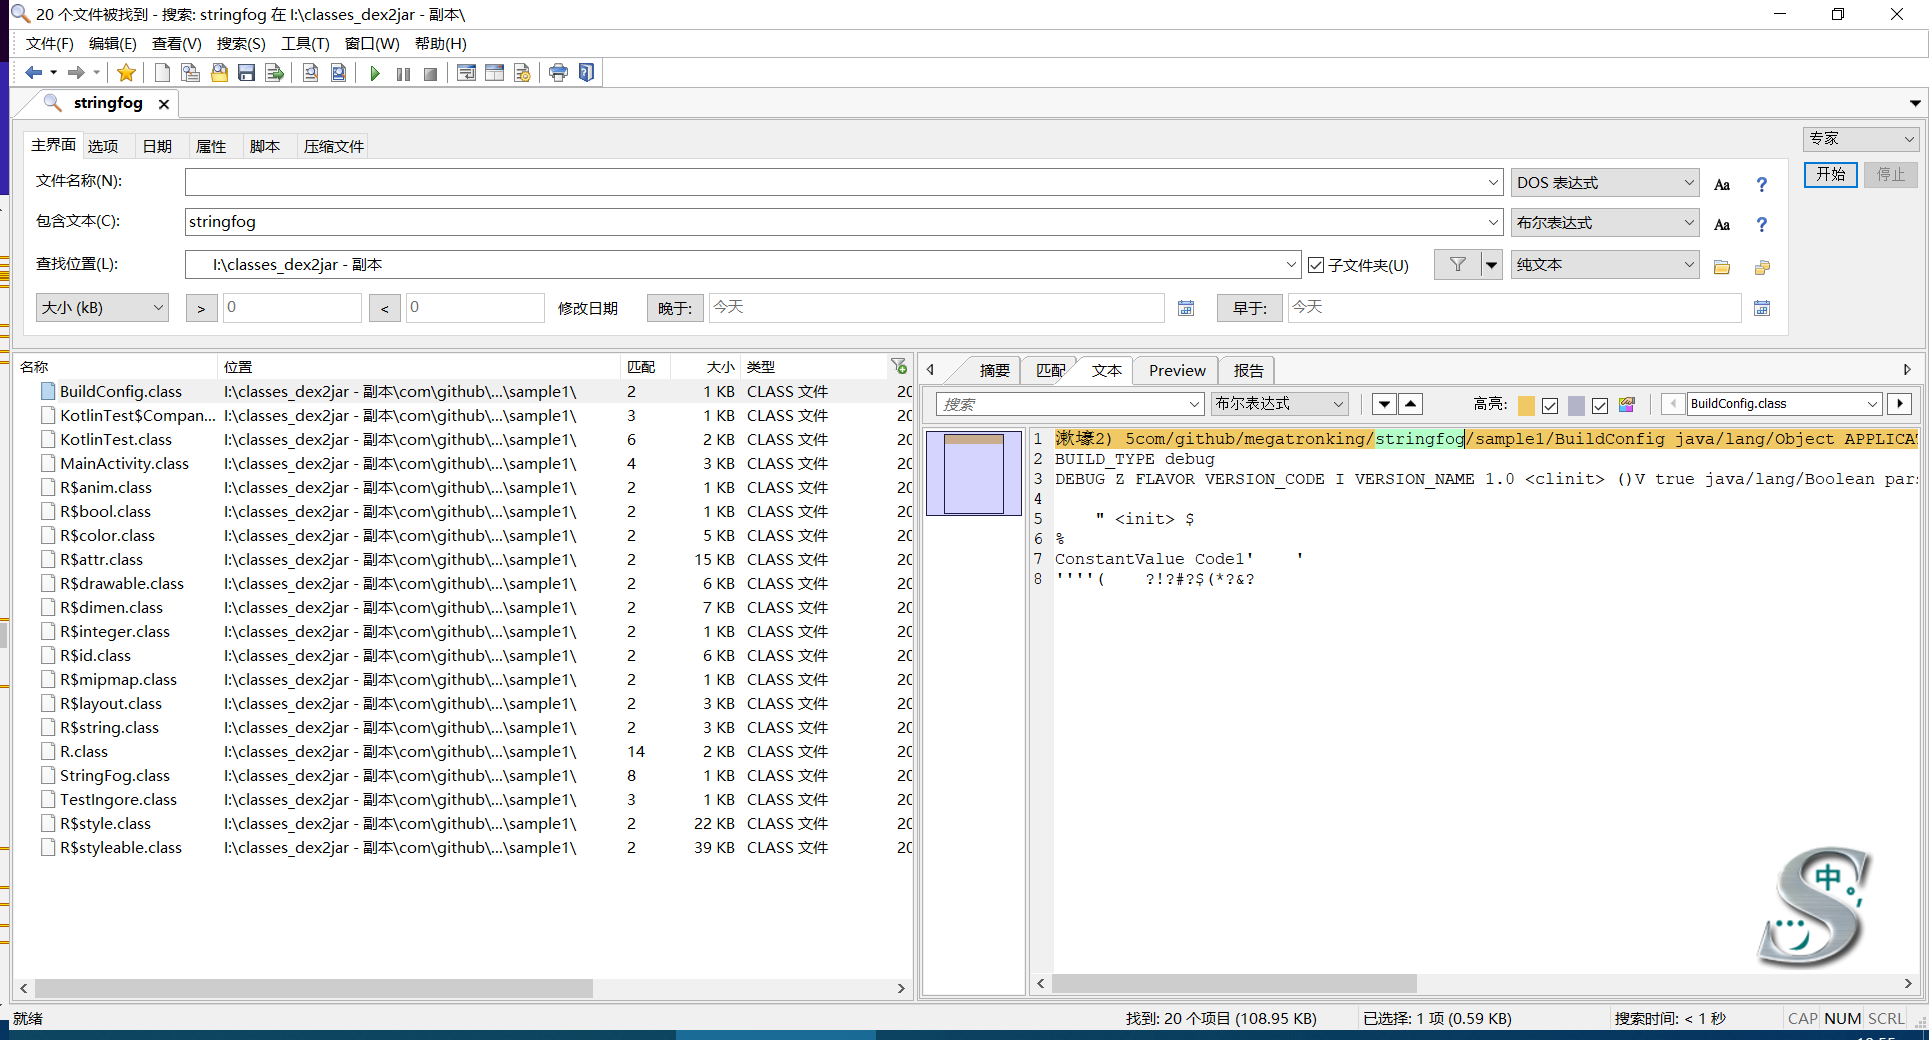 20 个文件被找到 - 搜索: stringfog 在 I:\classes_dex2jar - 副本\
文件(F) 编辑(E) 查看(V) 搜索(S) 工具(T) 窗口(W) 帮助(H)
stringfog
主界面 选项 日期 属性 脚本 压缩文件
专家
文件名称(N):
DOS 表达式
Aa ?
开始 停止
包含文本(C): stringfog
布尔表达式
Aa ?
查找位置(L): I:\classes_dex2jar - 副本
子文件夹(U)
纯文本
大小 (kB) > 0 < 0 修改日期 晚于: 今天 早于: 今天
名称 位置 匹配 大小 类型
BuildConfig.class I:\classes_dex2jar - 副本\com\github\...\sample1\ 2 1 KB CLASS 文件 20
KotlinTest$Compan... I:\classes_dex2jar - 副本\com\github\...\sample1\ 3 1 KB CLASS 文件 20
KotlinTest.class I:\classes_dex2jar - 副本\com\github\...\sample1\ 6 2 KB CLASS 文件 20
MainActivity.class I:\classes_dex2jar - 副本\com\github\...\sample1\ 4 3 KB CLASS 文件 20
R$anim.class I:\classes_dex2jar - 副本\com\github\...\sample1\ 2 1 KB CLASS 文件 20
R$bool.class I:\classes_dex2jar - 副本\com\github\...\sample1\ 2 1 KB CLASS 文件 20
R$color.class I:\classes_dex2jar - 副本\com\github\...\sample1\ 2 5 KB CLASS 文件 20
R$attr.class I:\classes_dex2jar - 副本\com\github\...\sample1\ 2 15 KB CLASS 文件 20
R$drawable.class I:\classes_dex2jar - 副本\com\github\...\sample1\ 2 6 KB CLASS 文件 20
R$dimen.class I:\classes_dex2jar - 副本\com\github\...\sample1\ 2 7 KB CLASS 文件 20
R$integer.class I:\classes_dex2jar - 副本\com\github\...\sample1\ 2 1 KB CLASS 文件 20
R$id.class I:\classes_dex2jar - 副本\com\github\...\sample1\ 2 6 KB CLASS 文件 20
R$mipmap.class I:\classes_dex2jar - 副本\com\github\...\sample1\ 2 1 KB CLASS 文件 20
R$layout.class I:\classes_dex2jar - 副本\com\github\...\sample1\ 2 3 KB CLASS 文件 20
R$string.class I:\classes_dex2jar - 副本\com\github\...\sample1\ 2 3 KB CLASS 文件 20
R.class I:\classes_dex2jar - 副本\com\github\...\sample1\ 14 2 KB CLASS 文件 20
StringFog.class I:\classes_dex2jar - 副本\com\github\...\sample1\ 8 1 KB CLASS 文件 20
TestIngore.class I:\classes_dex2jar - 副本\com\github\...\sample1\ 3 1 KB CLASS 文件 20
R$style.class I:\classes_dex2jar - 副本\com\github\...\sample1\ 2 22 KB CLASS 文件 20
R$styleable.class I:\classes_dex2jar - 副本\com\github\...\sample1\ 2 39 KB CLASS 文件 20
摘要 匹配 文本 Preview 报告
搜索 布尔表达式 高亮: BuildConfig.class
1 漖壕2) 5com/github/megatronking/stringfog/sample1/BuildConfig java/lang/Object APPLICA
2 BUILD_TYPE debug
3 DEBUG Z FLAVOR VERSION_CODE I VERSION_NAME 1.0 <clinit> ()V true java/lang/Boolean pars
4
5 " <init> $
6 %
7 ConstantValue Code1' '
8 ''''( ?!?#?$(*?&?
中
就绪 找到: 20 个项目 (108.95 KB) 已选择: 1 项 (0.59 KB) 搜索时间: < 1 秒 CAP NUM SCRL